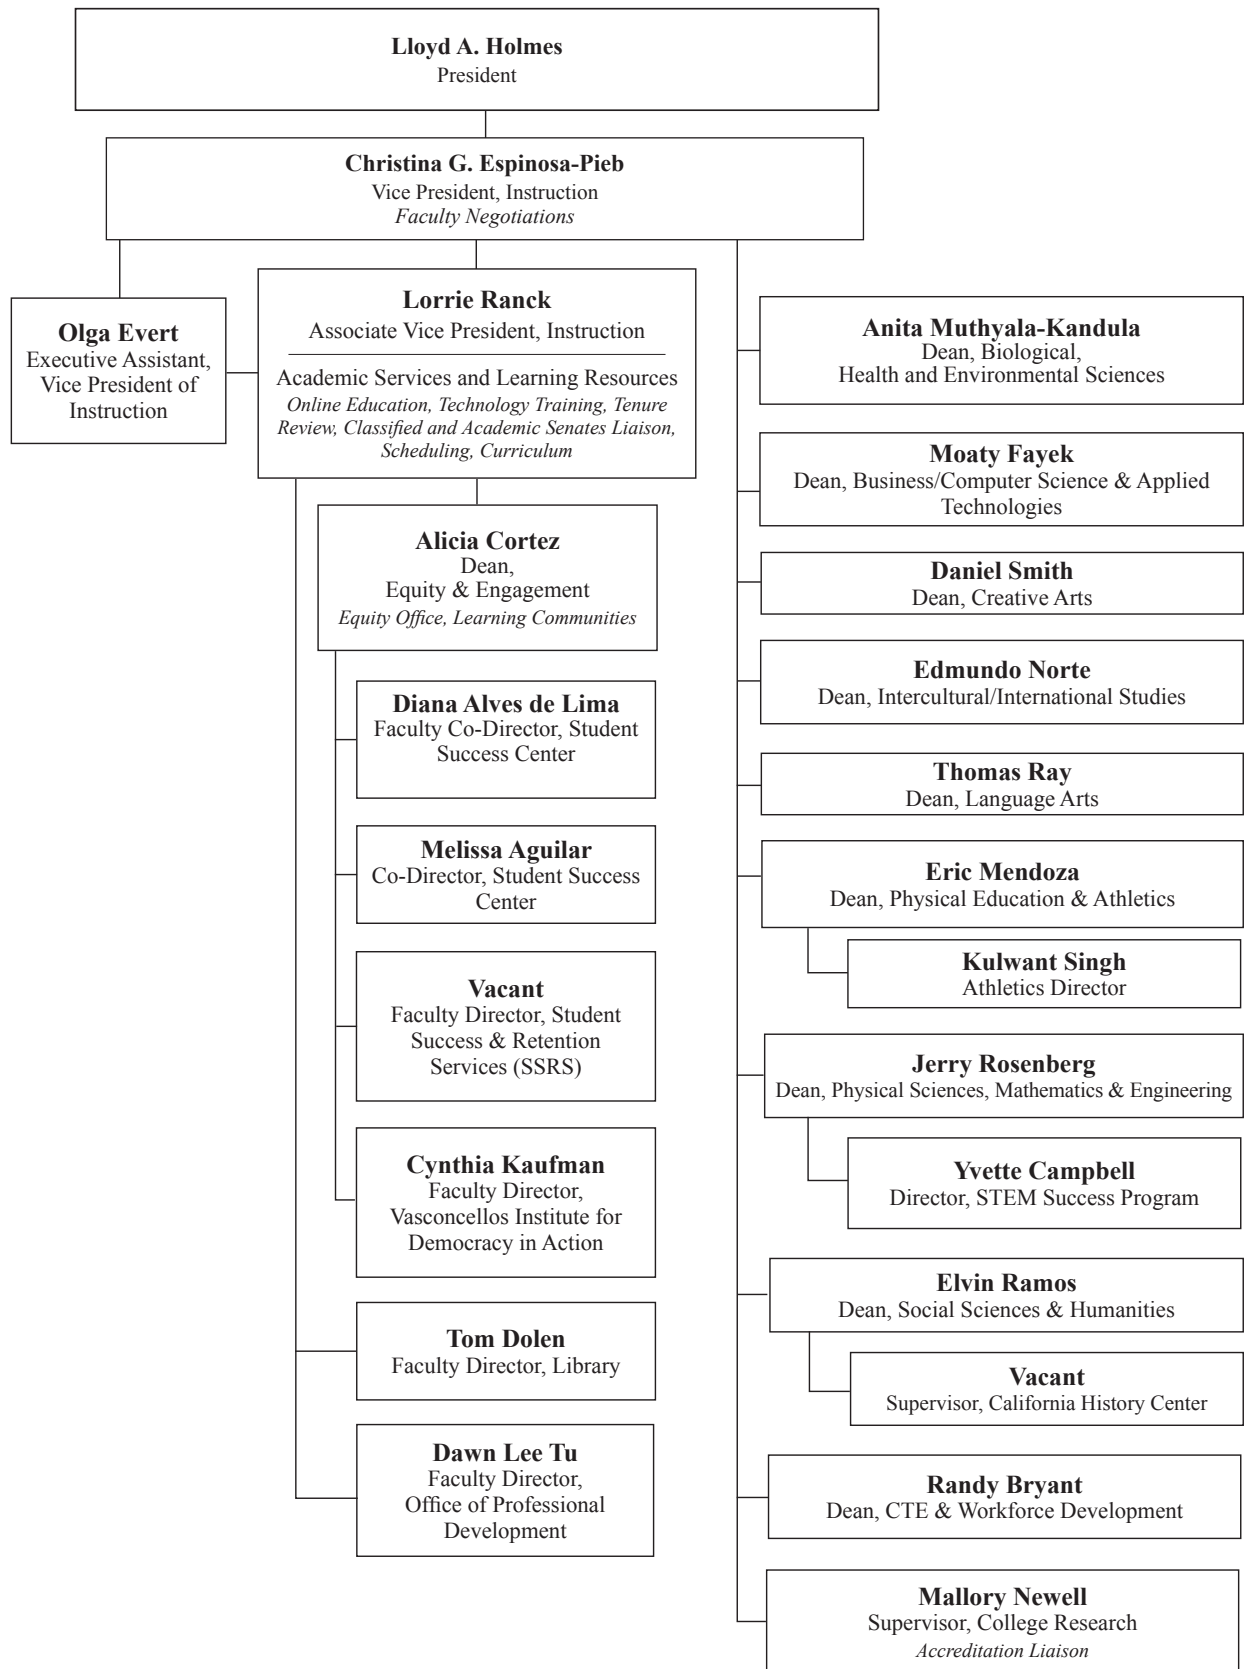 Lloyd A. Holmes
President
Christina G. Espinosa-Pieb
Vice President, Instruction
Faculty Negotiations
Olga Evert
Executive Assistant,
Vice President of
Instruction
Lorrie Ranck
Associate Vice President, Instruction
Academic Services and Learning Resources
Online Education, Technology Training, Tenure
Review, Classified and Academic Senates Liaison,
Scheduling, Curriculum
Alicia Cortez
Dean,
Equity & Engagement
Equity Office, Learning Communities
Diana Alves de Lima
Faculty Co-Director, Student
Success Center
Melissa Aguilar
Co-Director, Student Success
Center
Vacant
Faculty Director, Student
Success & Retention
Services (SSRS)
Cynthia Kaufman
Faculty Director,
Vasconcellos Institute for
Democracy in Action
Tom Dolen
Faculty Director, Library
Dawn Lee Tu
Faculty Director,
Office of Professional
Development
Anita Muthyala-Kandula
Dean, Biological,
Health and Environmental Sciences
Moaty Fayek
Dean, Business/Computer Science & Applied
Technologies
Daniel Smith
Dean, Creative Arts
Edmundo Norte
Dean, Intercultural/International Studies
Thomas Ray
Dean, Language Arts
Eric Mendoza
Dean, Physical Education & Athletics
Kulwant Singh
Athletics Director
Jerry Rosenberg
Dean, Physical Sciences, Mathematics & Engineering
Yvette Campbell
Director, STEM Success Program
Elvin Ramos
Dean, Social Sciences & Humanities
Vacant
Supervisor, California History Center
Randy Bryant
Dean, CTE & Workforce Development
Mallory Newell
Supervisor, College Research
Accreditation Liaison